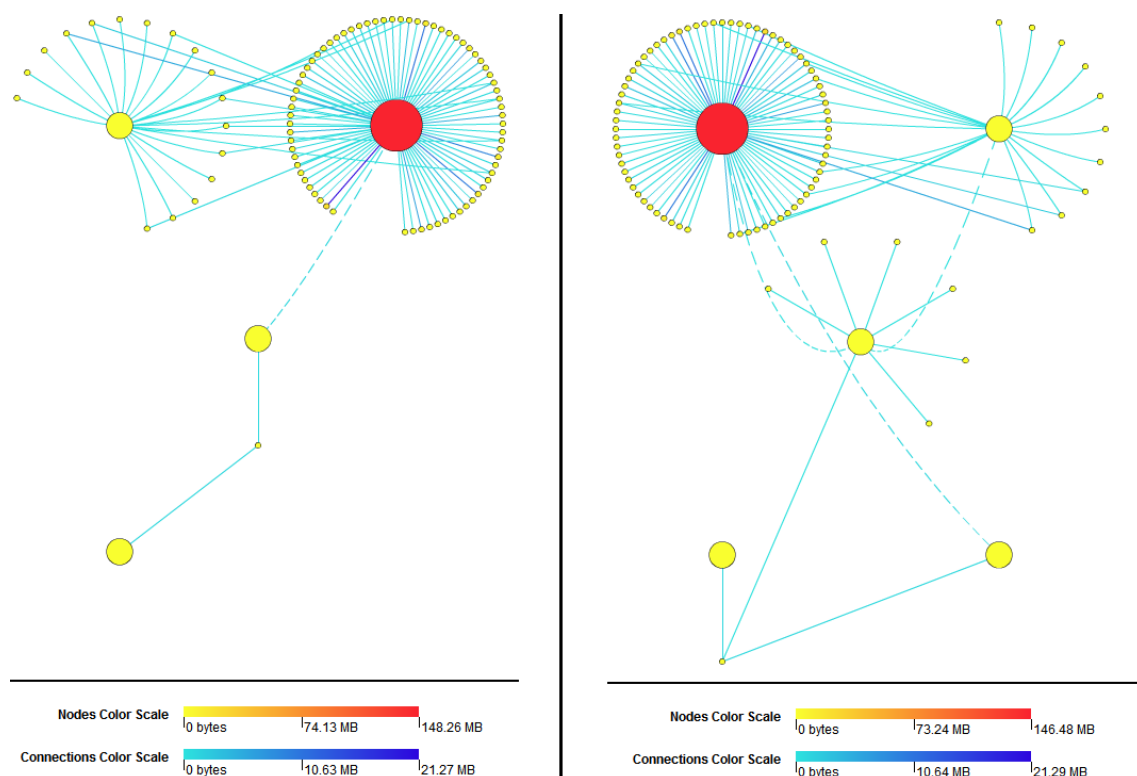 Nodes Color Scale
0 bytes 74.13 MB 148.26 MB
Connections Color Scale
0 bytes 10.63 MB 21.27 MB
Nodes Color Scale
0 bytes 73.24 MB 146.48 MB
Connections Color Scale
0 bytes 10.64 MB 21.29 MB